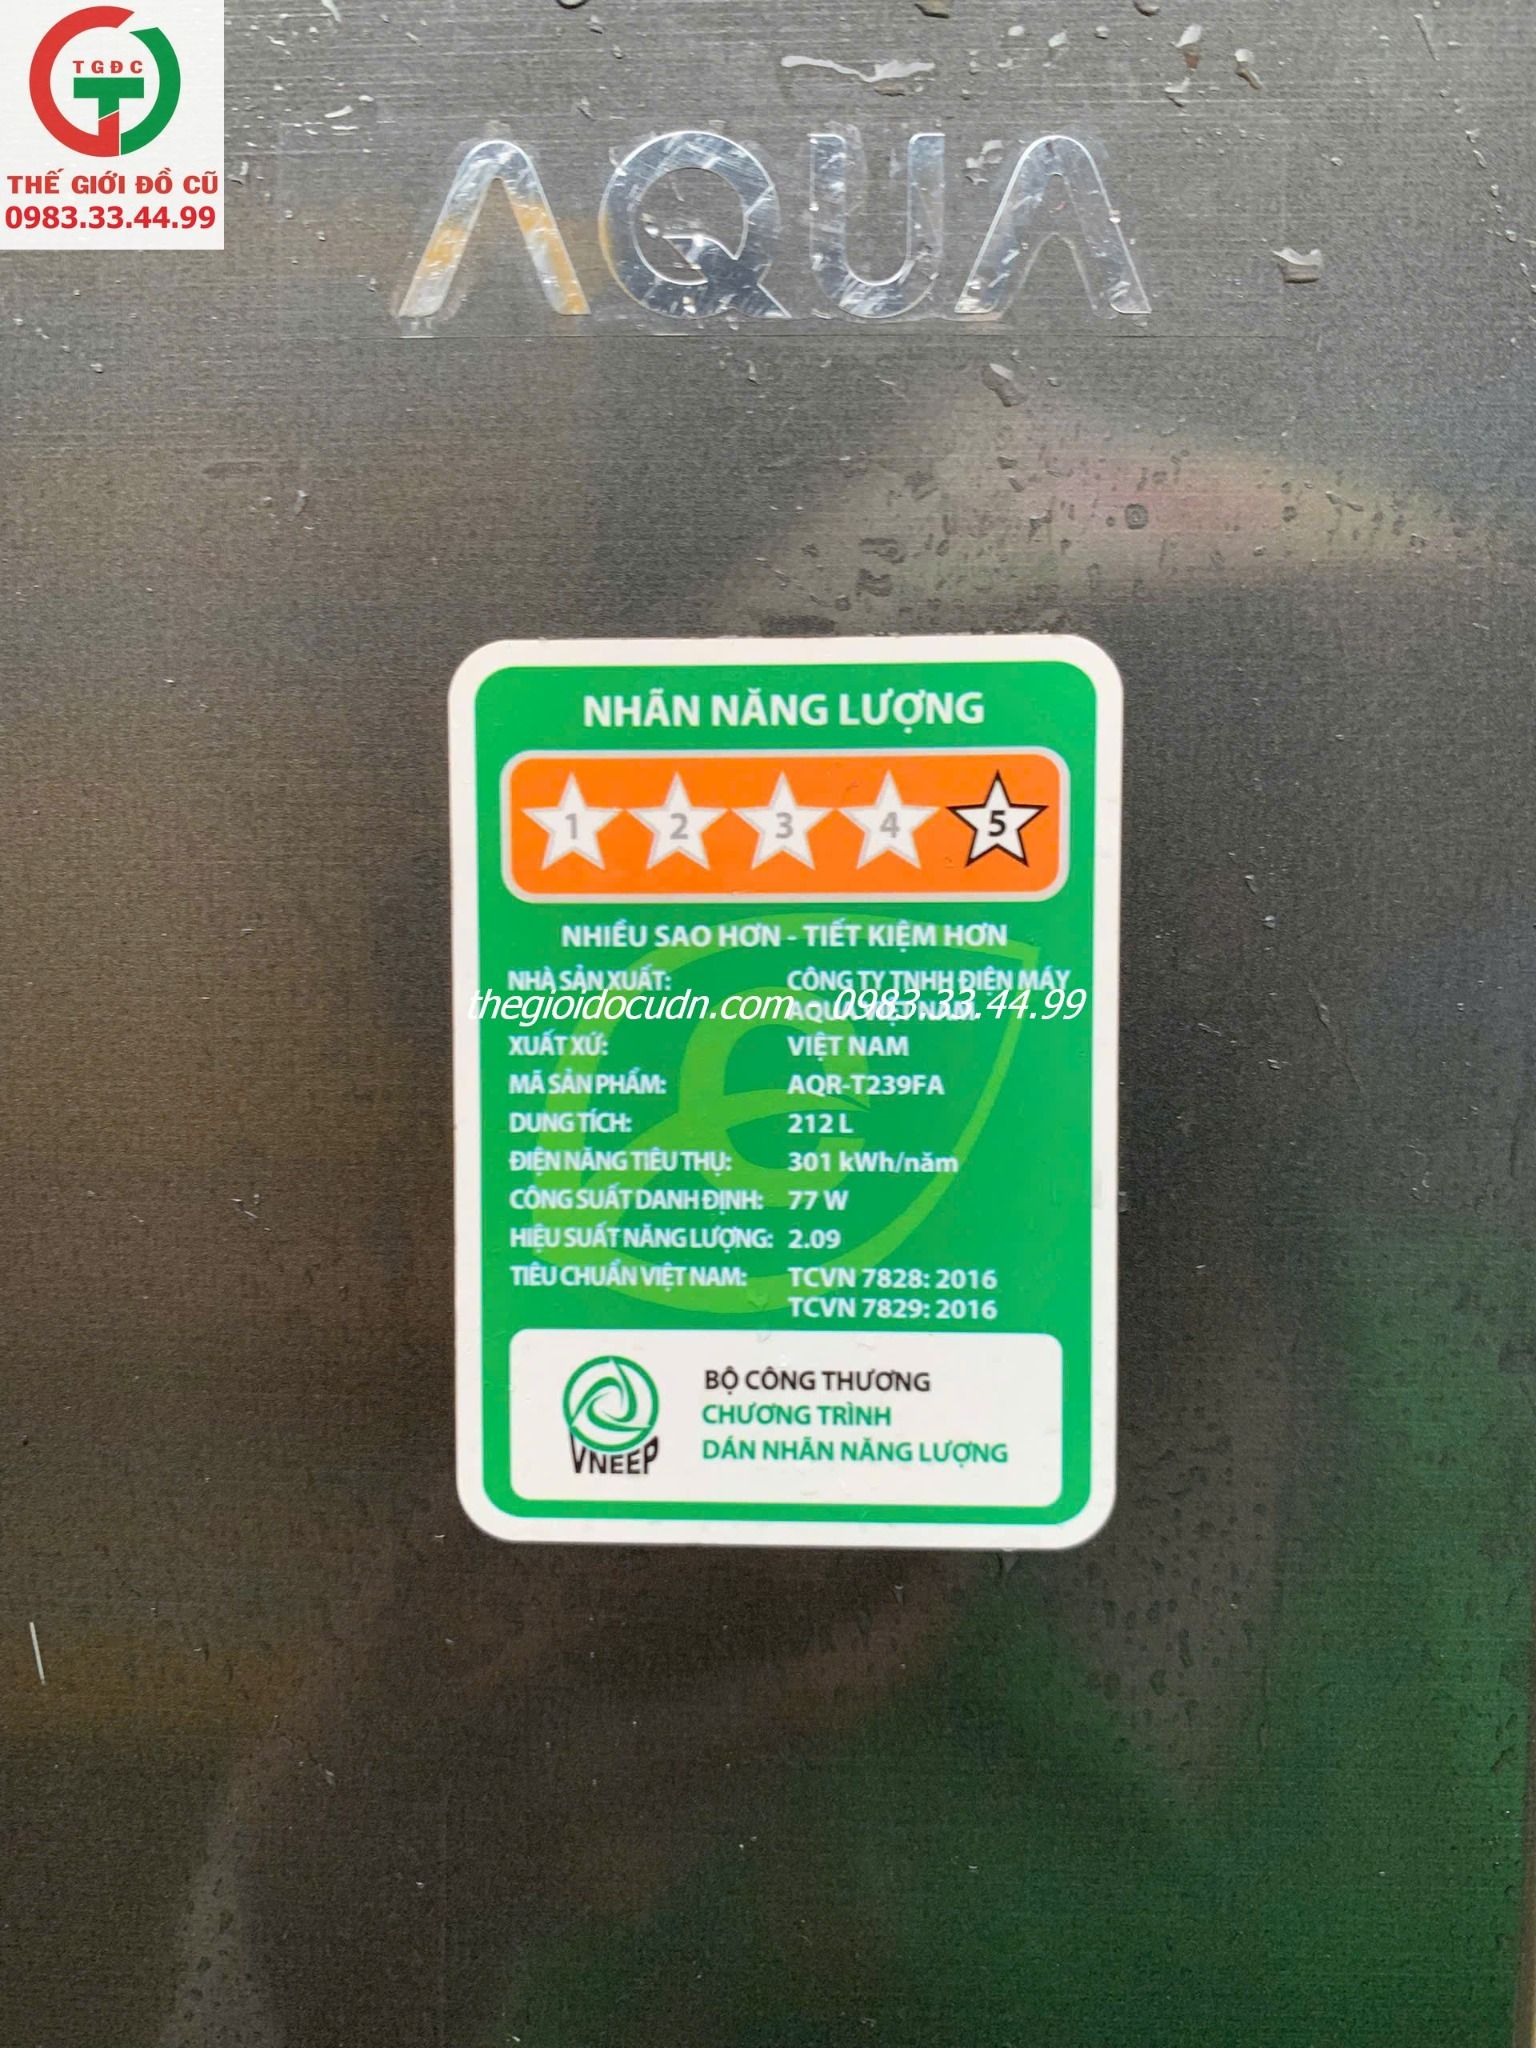 TGĐC
THẾ GIỚI ĐỒ CŨ
0983.33.44.99
AQUA
NHÃN NĂNG LƯỢNG
1 2 3 4 5
NHIỀU SAO HƠN - TIẾT KIỆM HƠN
NHÀ SẢN XUẤT: CÔNG TY TNHH ĐIỆN MÁY
AQUA VIỆT NAM
thegioidocudn.com - 0983.33.44.99
XUẤT XỨ: VIỆT NAM
MÃ SẢN PHẨM: AQR-T239FA
DUNG TÍCH: 212 L
ĐIỆN NĂNG TIÊU THỤ: 301 kWh/năm
CÔNG SUẤT DANH ĐỊNH: 77 W
HIỆU SUẤT NĂNG LƯỢNG: 2.09
TIÊU CHUẨN VIỆT NAM: TCVN 7828: 2016
TCVN 7829: 2016
VNEEP
BỘ CÔNG THƯƠNG
CHƯƠNG TRÌNH
DÁN NHÃN NĂNG LƯỢNG